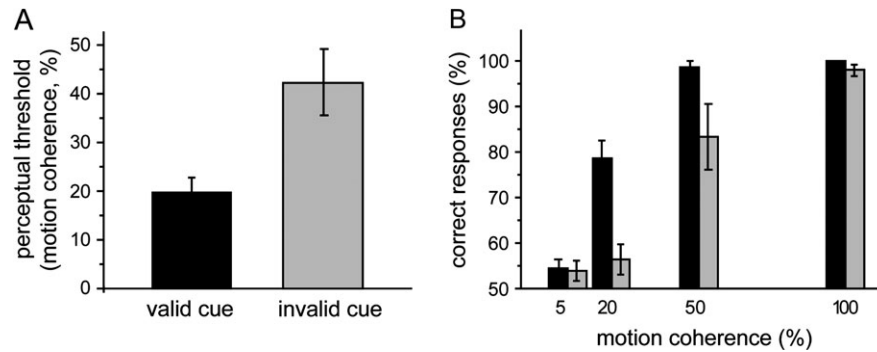 A
perceptual threshold
(motion coherence, %)
50
40
30
20
10
0
valid cue
invalid cue
B
correct responses (%)
100
90
80
70
60
50
5
20
50
100
motion coherence (%)